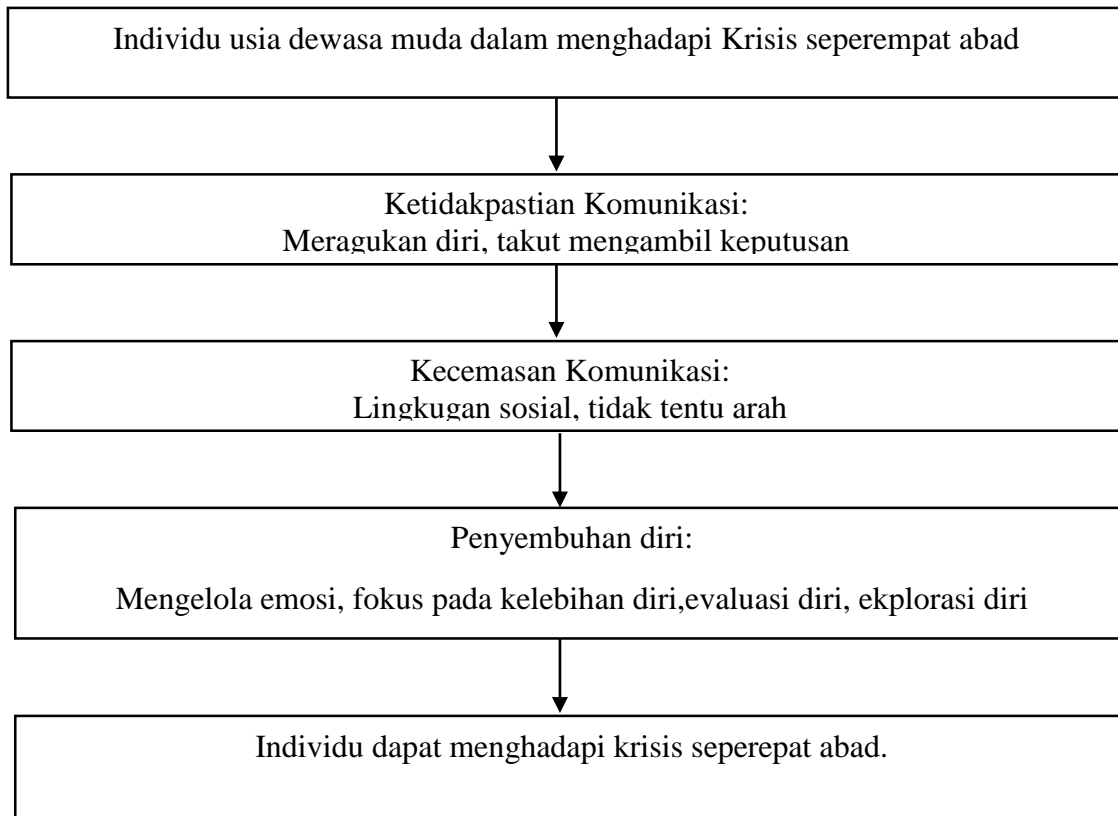 Individu usia dewasa muda dalam menghadapi Krisis seperempat abad
Ketidakpastian Komunikasi:
Meragukan diri, takut mengambil keputusan
Kecemasan Komunikasi:
Lingkugan sosial, tidak tentu arah
Penyembuhan diri:
Mengelola emosi, fokus pada kelebihan diri,evaluasi diri, ekplorasi diri
Individu dapat menghadapi krisis seperepat abad.